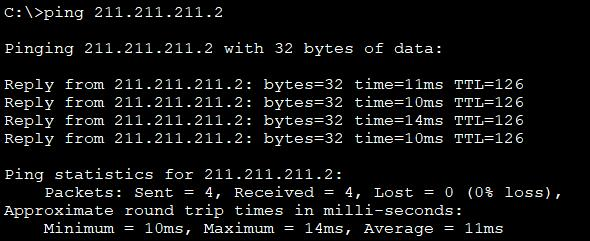 C:\>ping 211.211.211.2
Pinging 211.211.211.2 with 32 bytes of data:
Reply from 211.211.211.2: bytes=32 time=11ms TTL=126
Reply from 211.211.211.2: bytes=32 time=10ms TTL=126
Reply from 211.211.211.2: bytes=32 time=14ms TTL=126
Reply from 211.211.211.2: bytes=32 time=10ms TTL=126
Ping statistics for 211.211.211.2:
    Packets: Sent = 4, Received = 4, Lost = 0 (0% loss),
Approximate round trip times in milli-seconds:
    Minimum = 10ms, Maximum = 14ms, Average = 11ms